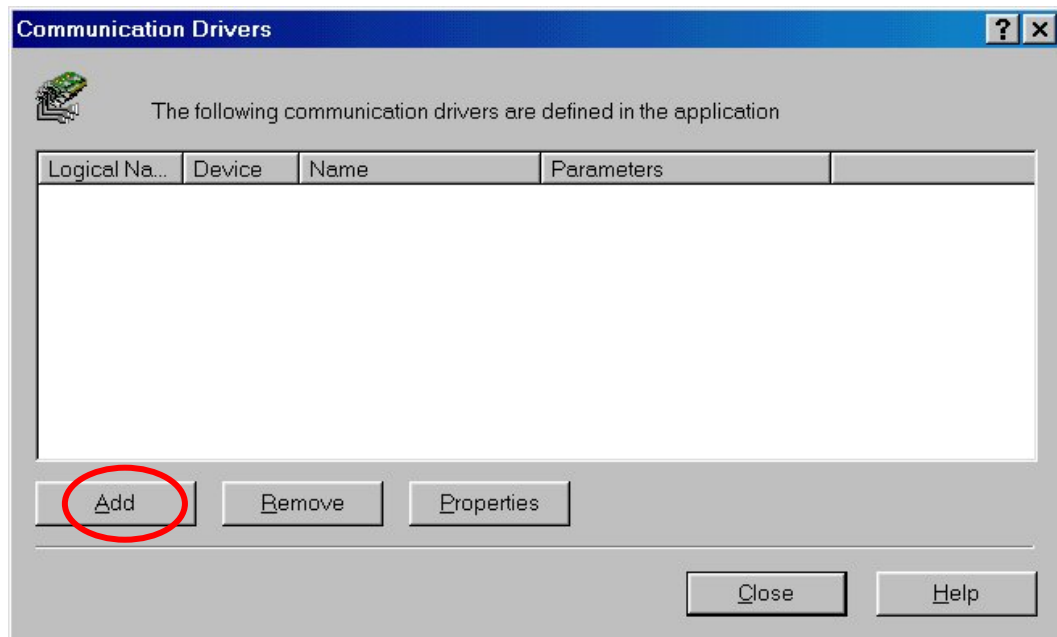 Communication Drivers
The following communication drivers are defined in the application
Logical Na... Device Name Parameters
Add Remove Properties
Close Help